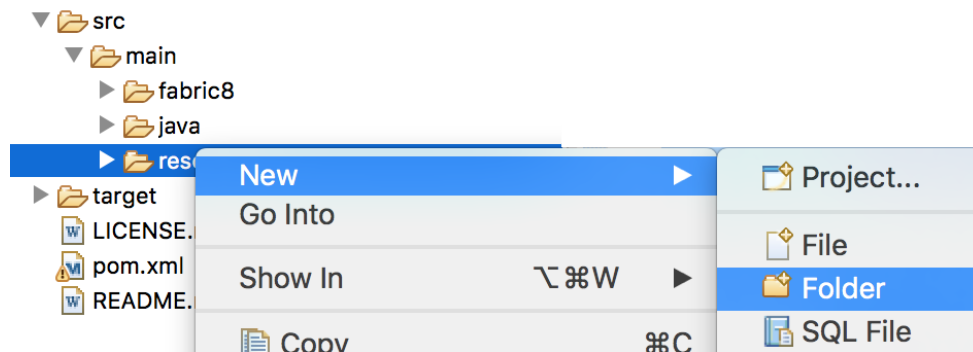 src
main
fabric8
java
New
Project...
Go Into
target
LICENSE.
File
pom.xml
Show In ⌥⌘W
Folder
README.
SQL File
Copy ⌘C